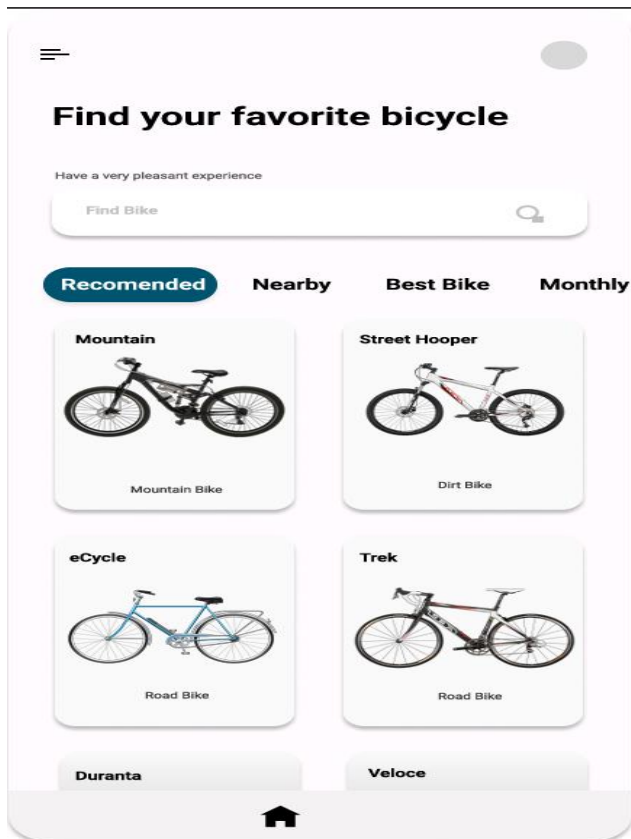 Find your favorite bicycle
Have a very pleasant experience
Find Bike
Recomended Nearby Best Bike Monthly
Mountain Street Hooper
Mountain Bike Dirt Bike
eCycle Trek
Road Bike Road Bike
Duranta Veloce